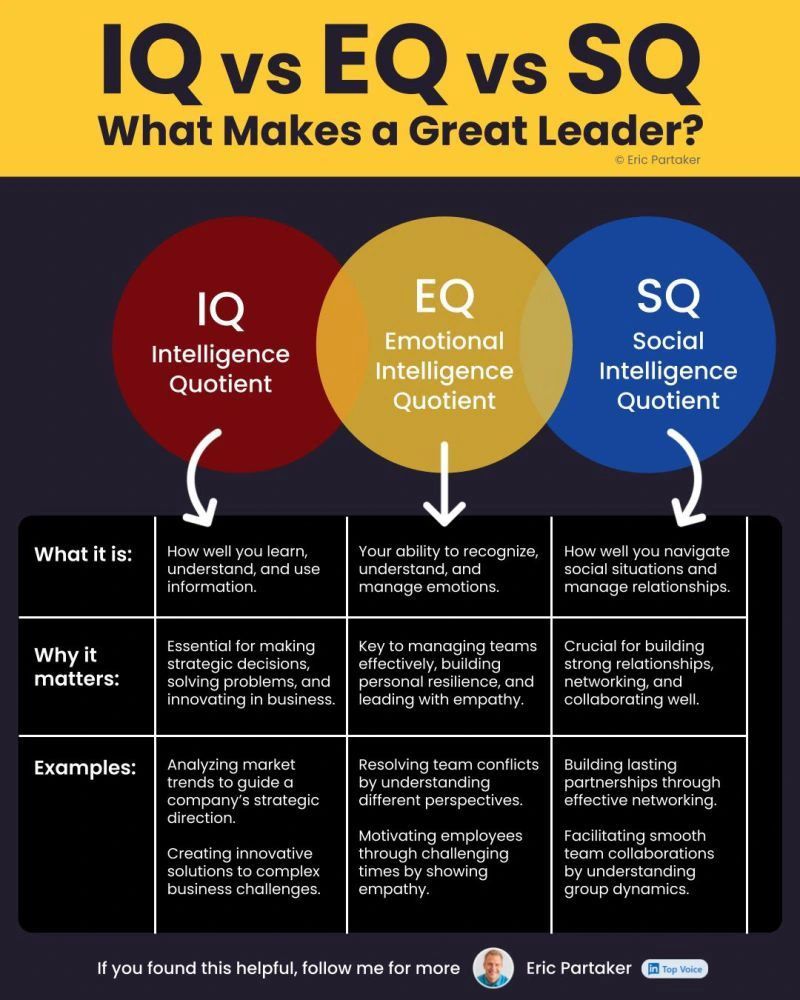 IQ vs EQ vs SQ
What Makes a Great Leader?
© Eric Partaker
IQ
Intelligence
Quotient
EQ
Emotional
Intelligence
Quotient
SQ
Social
Intelligence
Quotient
What it is:
How well you learn,
understand, and use
information.
Your ability to recognize,
understand, and
manage emotions.
How well you navigate
social situations and
manage relationships.
Why it
matters:
Essential for making
strategic decisions,
solving problems, and
innovating in business.
Key to managing teams
effectively, building
personal resilience, and
leading with empathy.
Crucial for building
strong relationships,
networking, and
collaborating well.
Examples:
Analyzing market
trends to guide a
company’s strategic
direction.
Creating innovative
solutions to complex
business challenges.
Resolving team conflicts
by understanding
different perspectives.
Motivating employees
through challenging
times by showing
empathy.
Building lasting
partnerships through
effective networking.
Facilitating smooth
team collaborations
by understanding
group dynamics.
If you found this helpful, follow me for more Eric Partaker in Top Voice